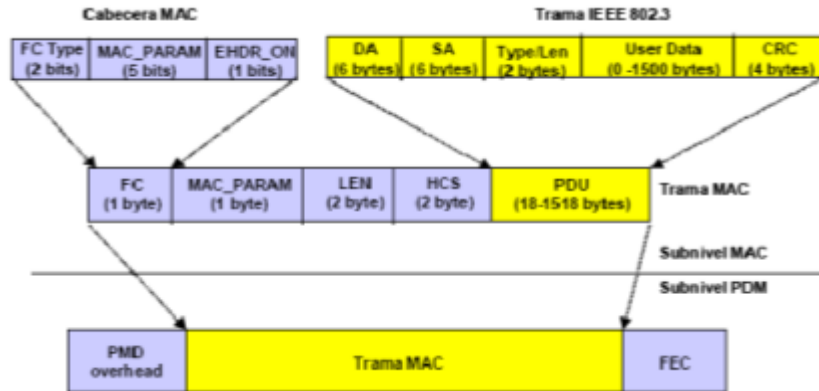 Cabecera MAC
Trama IEEE 802.3
FC Type
(2 bits)
MAC_PARAM
(5 bits)
EHDR_ON
(1 bits)
DA
(6 bytes)
SA
(6 bytes)
Type/Len
(2 bytes)
User Data
(0 -1500 bytes)
CRC
(4 bytes)
FC
(1 byte)
MAC_PARAM
(1 byte)
LEN
(2 byte)
HCS
(2 byte)
PDU
(18-1518 bytes)
Trama MAC
Subnivel MAC
Subnivel PDM
PMD
overhead
Trama MAC
FEC